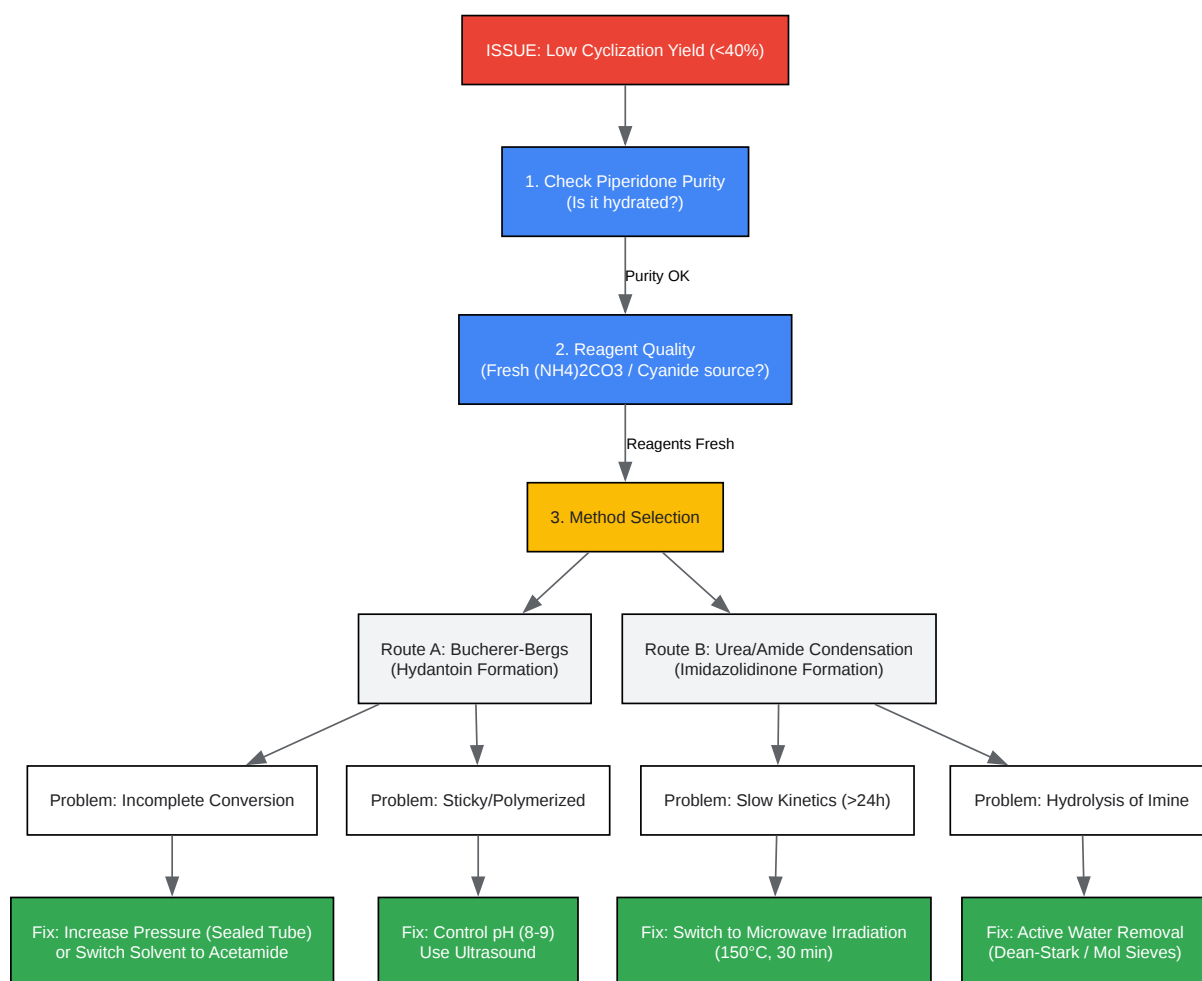 ISSUE: Low Cyclization Yield (<40%)
1. Check Piperidone Purity
(Is it hydrated?)
Purity OK
2. Reagent Quality
(Fresh (NH4)2CO3 / Cyanide source?)
Reagents Fresh
3. Method Selection
Route A: Bucherer-Bergs
(Hydantoin Formation)
Route B: Urea/Amide Condensation
(Imidazolidinone Formation)
Problem: Incomplete Conversion
Problem: Sticky/Polymerized
Problem: Slow Kinetics (>24h)
Problem: Hydrolysis of Imine
Fix: Increase Pressure (Sealed Tube)
or Switch Solvent to Acetamide
Fix: Control pH (8-9)
Use Ultrasound
Fix: Switch to Microwave Irradiation
(150°C, 30 min)
Fix: Active Water Removal
(Dean-Stark / Mol Sieves)